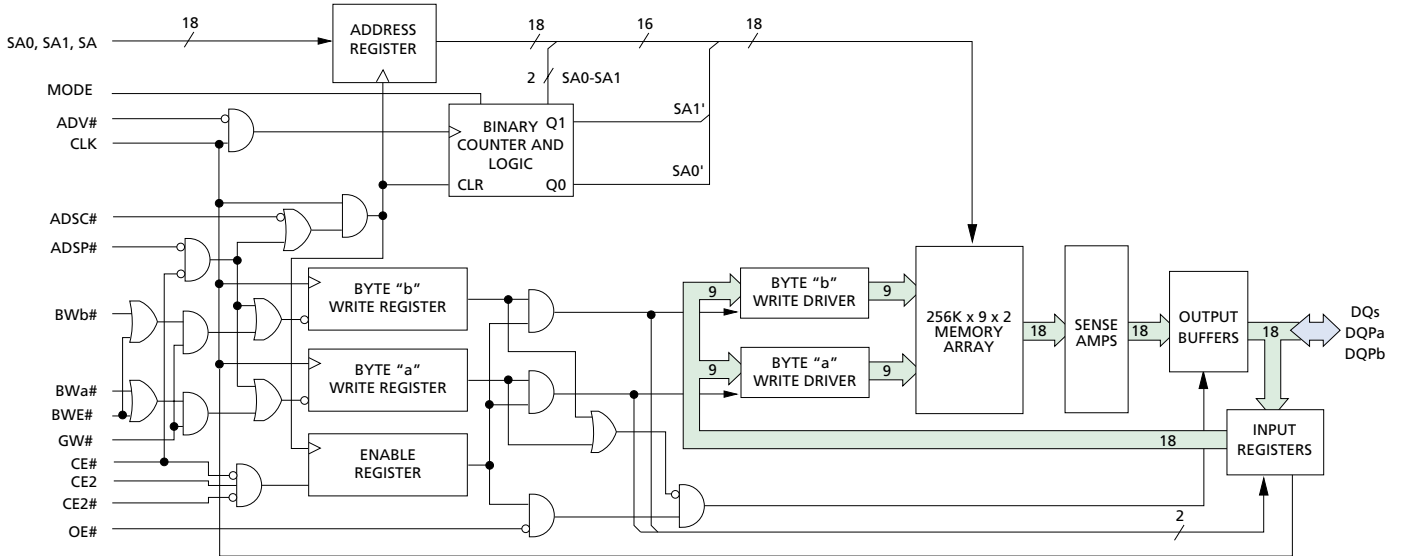 18
SA0, SA1, SA
ADDRESS
REGISTER
18
16
18
2
SA0-SA1
MODE
ADV#
CLK
BINARY
COUNTER AND
LOGIC
Q1
CLR
Q0
SA1'
SA0'
ADSC#
ADSP#
BYTE “b”
WRITE REGISTER
9
BYTE “b”
WRITE DRIVER
9
BWb#
256K x 9 x 2
MEMORY
ARRAY
18
SENSE
AMPS
18
OUTPUT
BUFFERS
18
DQs
DQPa
DQPb
BYTE “a”
WRITE REGISTER
9
BYTE “a”
WRITE DRIVER
9
BWa#
BWE#
GW#
CE#
CE2
CE2#
ENABLE
REGISTER
18
INPUT
REGISTERS
OE#
2